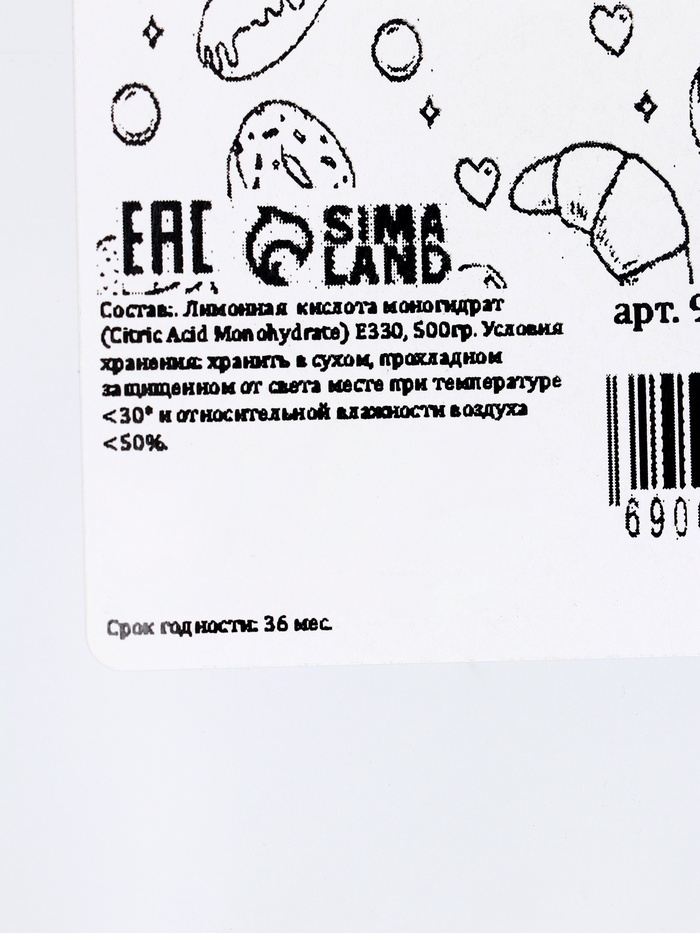 EAC
SIMA
LAND
Состав:. Лимонная кислота моногидрат
(Citric Acid Monohydrate) E330, 500гр. Условия
хранения: хранить в сухом, прохладном
защищенном от света месте при температуре
<30° и относительной влажности воздуха
<50%.
арт. 9
690
Срок годности: 36 мес.